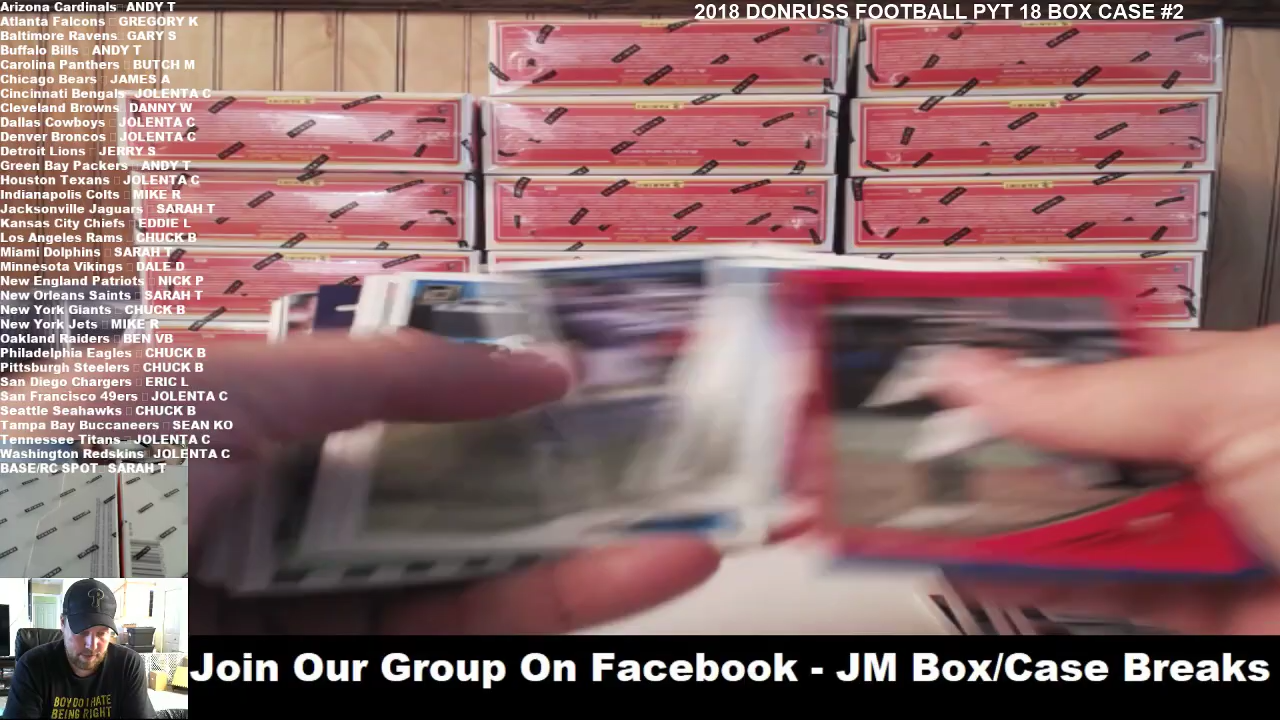 2018 DONRUSS FOOTBALL PYT 18 BOX CASE #2
Arizona Cardinals ANDY T
Atlanta Falcons GREGORY K
Baltimore Ravens GARY S
Buffalo Bills ANDY T
Carolina Panthers BUTCH M
Chicago Bears JAMES A
Cincinnati Bengals JOLENTA C
Cleveland Browns DANNY W
Dallas Cowboys JOLENTA C
Denver Broncos JOLENTA C
Detroit Lions JERRY S
Green Bay Packers ANDY T
Houston Texans JOLENTA C
Indianapolis Colts MIKE R
Jacksonville Jaguars SARAH T
Kansas City Chiefs EDDIE L
Los Angeles Rams CHUCK B
Miami Dolphins SARAH T
Minnesota Vikings DALE D
New England Patriots NICK P
New Orleans Saints SARAH T
New York Giants CHUCK B
New York Jets MIKE R
Oakland Raiders BEN VB
Philadelphia Eagles CHUCK B
Pittsburgh Steelers CHUCK B
San Diego Chargers ERIC L
San Francisco 49ers JOLENTA C
Seattle Seahawks CHUCK B
Tampa Bay Buccaneers SEAN KO
Tennessee Titans JOLENTA C
Washington Redskins JOLENTA C
BASE/RC SPOT SARAH T
BOY DO I HATE
BEING RIGHT
Join Our Group On Facebook - JM Box/Case Breaks